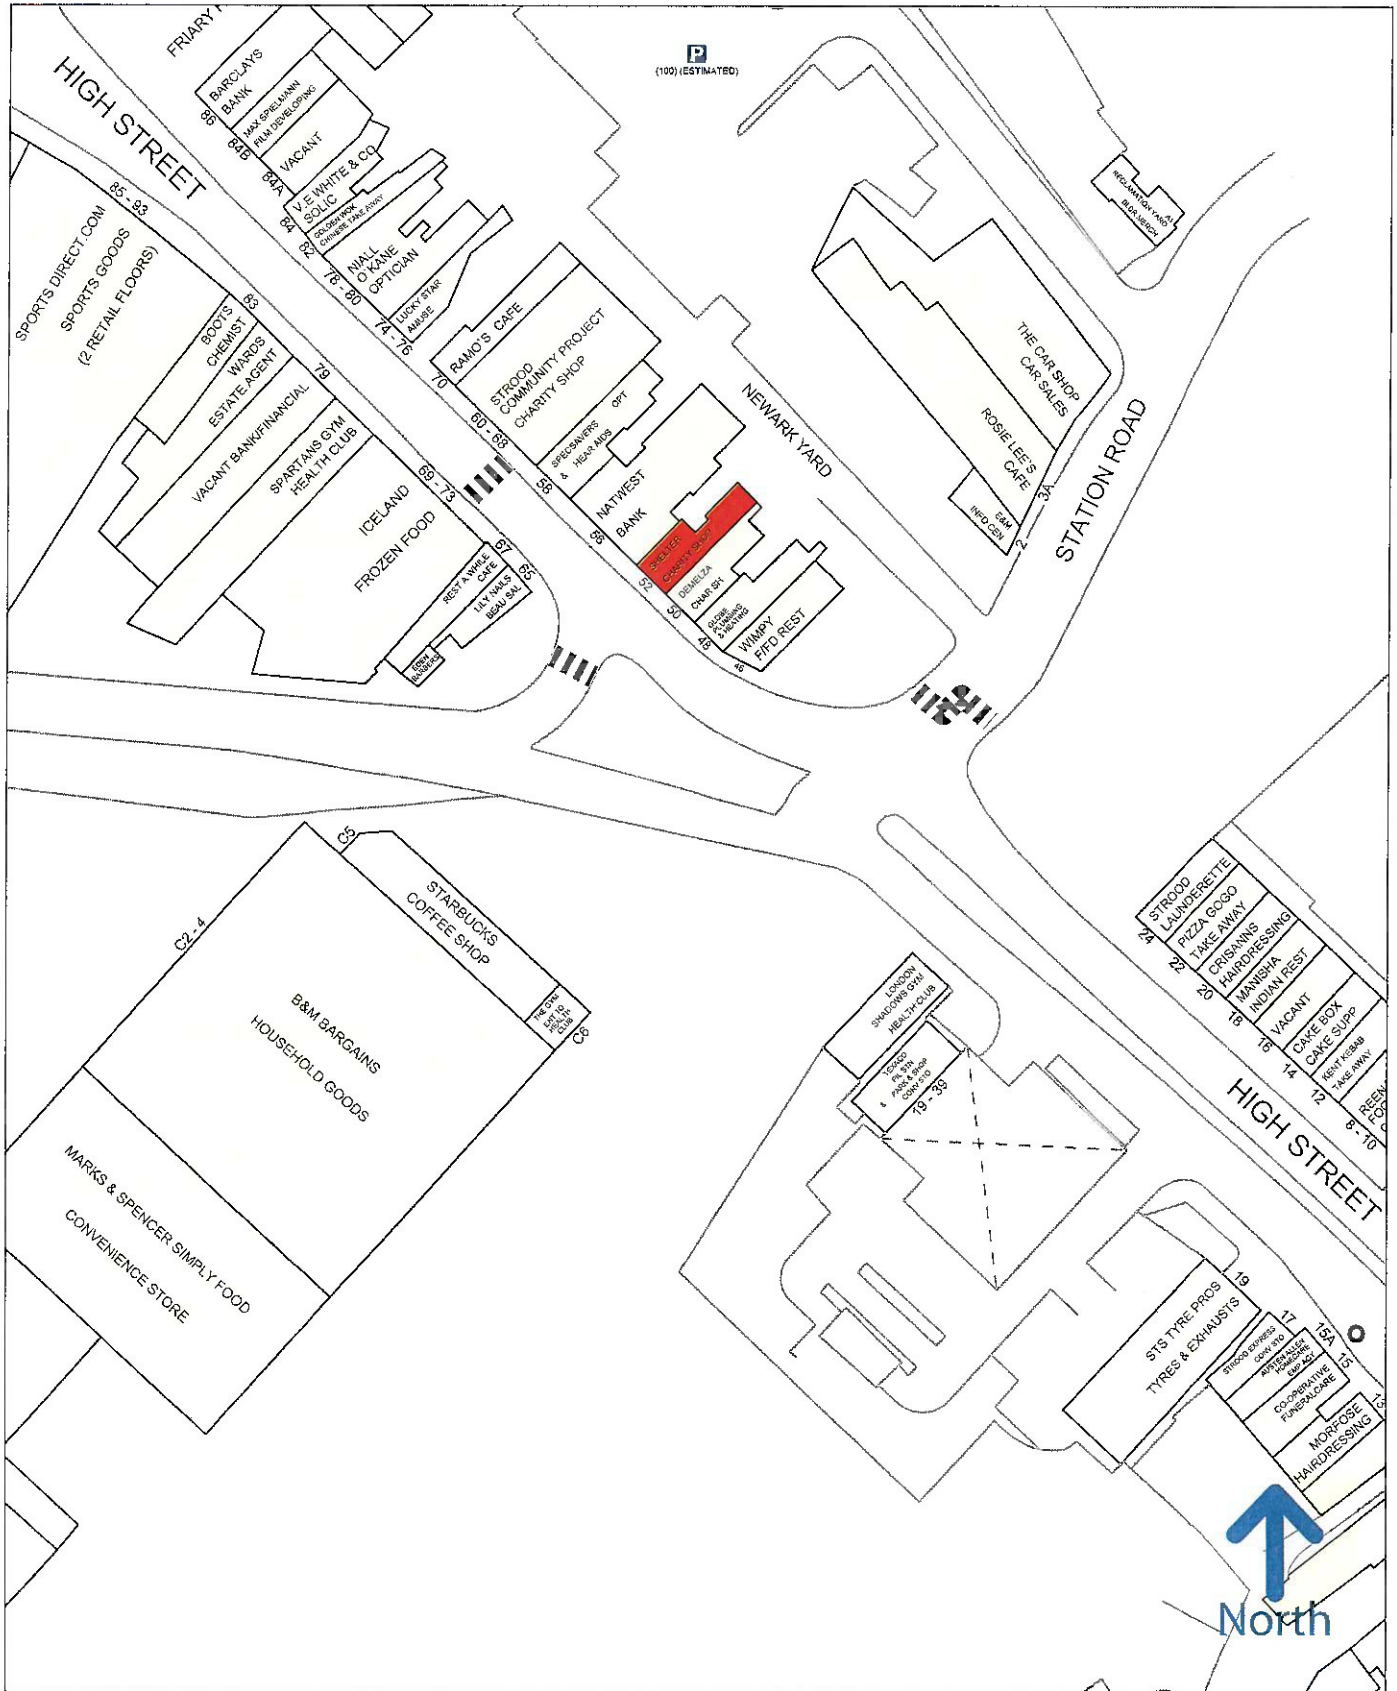 FRIARY
P
(100) (ESTIMATED)
HIGH STREET
BARCLAYS
BANK
86
MAX SPIELMANN
FILM DEVELOPING
84B
VACANT
84A
V.E WHITE & CO
SOLIC
84
GOLDEN WOK
CHINESE TAKE AWAY
82
NIALL
O'KANE
OPTICIAN
78 - 80
LUCKY STAR
AMUSE
74 - 76
RAMO'S CAFE
70
STROOD
COMMUNITY PROJECT
CHARITY SHOP
60 - 68
SPECSAVERS OPT
& HEAR AIDS
58
NATWEST
BANK
56
SHELTER
CHARITY SHOP
52
DEMELZA
CHAR SH
50
GLOBE
PLUMBING
& HEATING
48
WIMPY
F/FD REST
46
NEWARK YARD
RECLAMATION YARD A1
BLDR MERCH
THE CAR SHOP
CAR SALES
ROSIE LEE'S
CAFE
3A
E&M
INFO CEN
2
STATION ROAD
85 - 93
SPORTS DIRECT.COM
SPORTS GOODS
(2 RETAIL FLOORS)
83
BOOTS
CHEMIST
WARDS
ESTATE AGENT
79
VACANT BANK/FINANCIAL
SPARTANS GYM
HEALTH CLUB
69 - 73
ICELAND
FROZEN FOOD
67
REST A WHILE
CAFE
65
LILY NAILS
BEAU SAL
EDEN
BARBERS
C5
STARBUCKS
COFFEE SHOP
C2 - 4
B&M BARGAINS
HOUSEHOLD GOODS
THE GYM
ENT TO
HEALTH
CLUB
C6
MARKS & SPENCER SIMPLY FOOD
CONVENIENCE STORE
LONDON
SHADOWS GYM
HEALTH CLUB
TEXACO
PIL STN
& PARK & SHOP
CONV STO
19 - 39
STROOD
LAUNDERETTE
24
PIZZA GOGO
TAKE AWAY
22
CRISANNS
HAIRDRESSING
20
MANISHA
INDIAN REST
18
VACANT
16
CAKE BOX
CAKE SUPP
14
KENT KEBAB
TAKE AWAY
12
REEN
FOO
8 - 10
HIGH STREET
STS TYRE PROS
TYRES & EXHAUSTS
19
STROOD EXPRESS
CONV STO
17
AUSTEN ALLEN
HOMECARE
EMP AGY
15A
CO-OPERATIVE
FUNERALCARE
15
MORFOSE
HAIRDRESSING
13
North